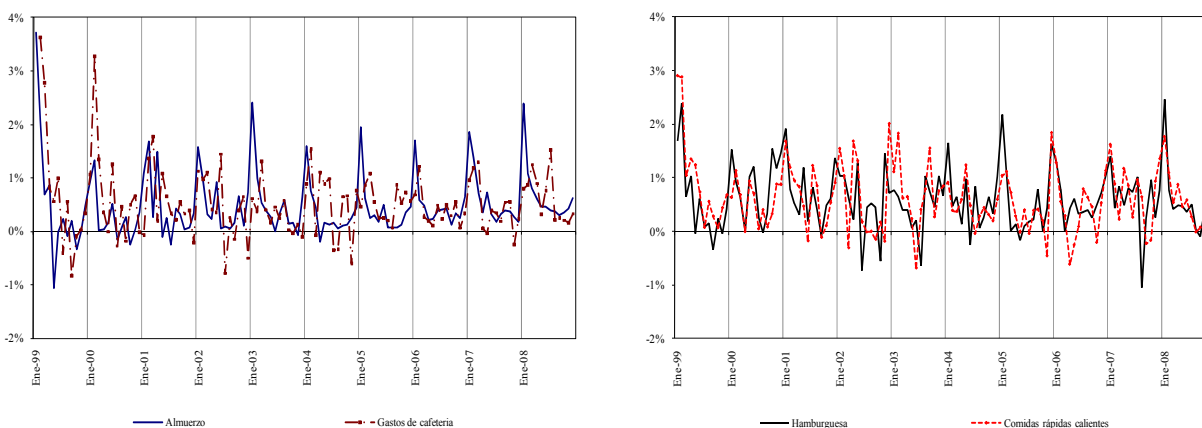 4%
3%
2%
1%
0%
-1%
-2%
Ene-99
Ene-00
Ene-01
Ene-02
Ene-03
Ene-04
Ene-05
Ene-06
Ene-07
Ene-08
Almuerzo
Gastos de cafeteria
4%
3%
2%
1%
0%
-1%
-2%
Ene-99
Ene-00
Ene-01
Ene-02
Ene-03
Ene-04
Ene-05
Ene-06
Ene-07
Ene-08
Hamburguesa
Comidas rápidas calientes